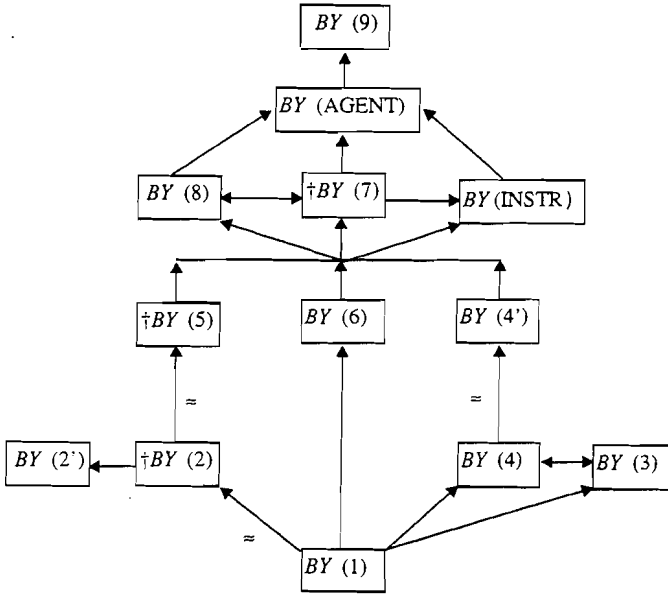 BY (9)
BY (AGENT)
BY (8)
†BY (7)
BY(INSTR)
†BY (5)
BY (6)
BY (4')
≈
≈
BY (2')
†BY (2)
BY (4)
BY (3)
≈
BY (1)